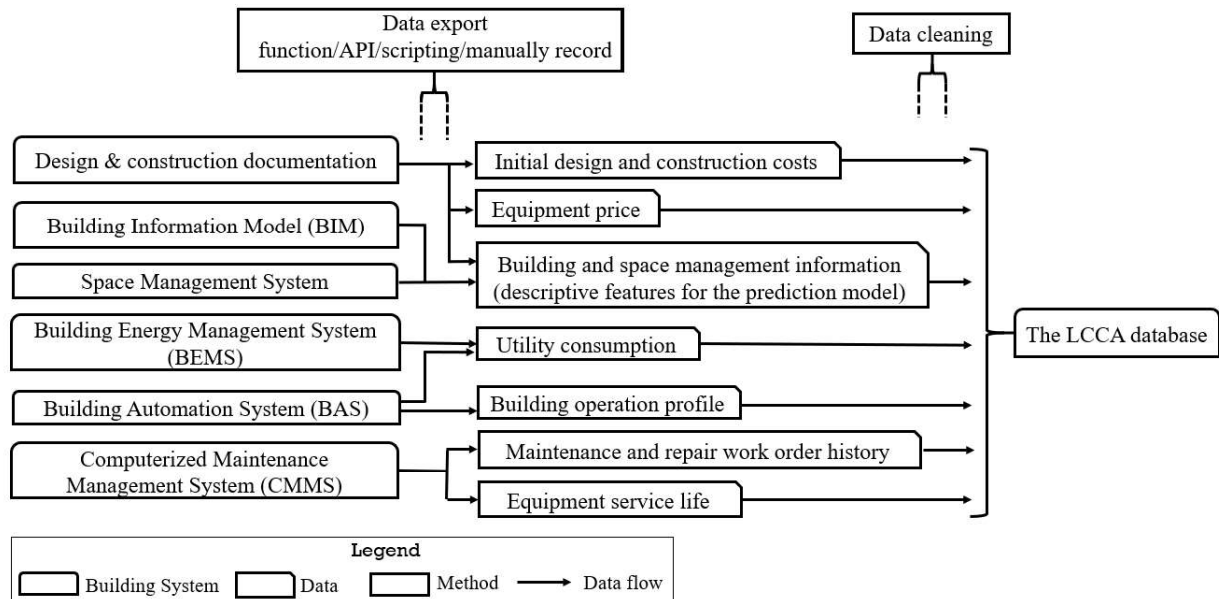 Data export
function/API/scripting/manually record
Data cleaning
Design & construction documentation
Initial design and construction costs
Building Information Model (BIM)
Equipment price
Space Management System
Building and space management information
(descriptive features for the prediction model)
Building Energy Management System
(BEMS)
Utility consumption
The LCCA database
Building Automation System (BAS)
Building operation profile
Computerized Maintenance
Management System (CMMS)
Maintenance and repair work order history
Equipment service life
Legend
Building System
Data
Method
Data flow